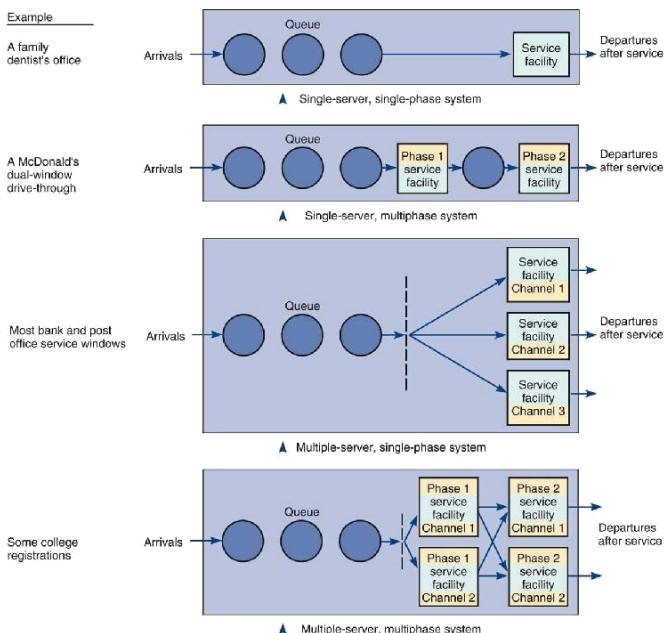 Example
A family
dentist's office
Queue
Arrivals
Service
facility
Departures
after service
Single-server, single-phase system
A McDonald's
dual-window
drive-through
Queue
Arrivals
Phase 1
service
facility
Phase 2
service
facility
Departures
after service
Single-server, multiphase system
Most bank and post
office service windows
Queue
Arrivals
Service
facility
Channel 1
Service
facility
Channel 2
Service
facility
Channel 3
Departures
after service
Multiple-server, single-phase system
Some college
registrations
Queue
Arrivals
Phase 1
service
facility
Channel 1
Phase 2
service
facility
Channel 1
Phase 1
service
facility
Channel 2
Phase 2
service
facility
Channel 2
Departures
after service
Multiple-server, multiphase system